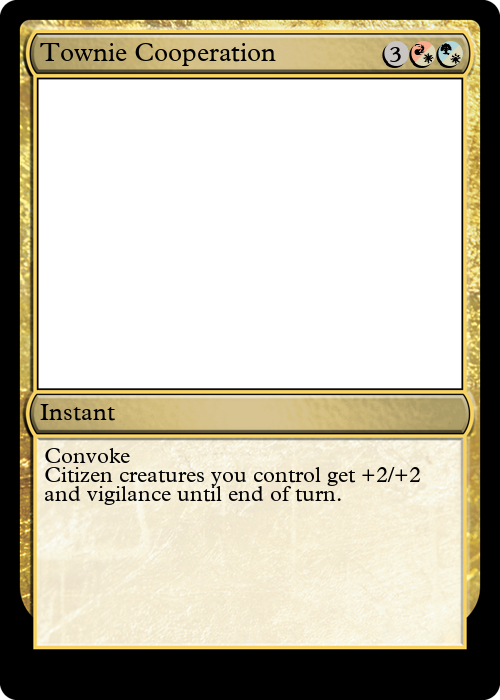 Townie Cooperation 3
Instant
Convoke
Citizen creatures you control get +2/+2
and vigilance until end of turn.